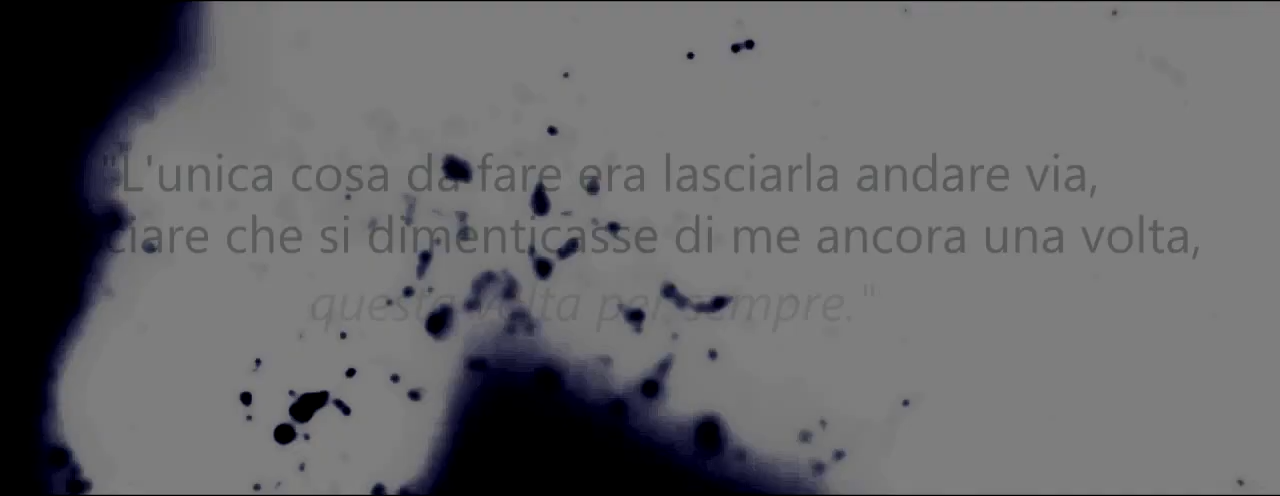 "L'unica cosa da fare era lasciarla andare via,
ciare che si dimenticasse di me ancora una volta,
questa volta per sempre."